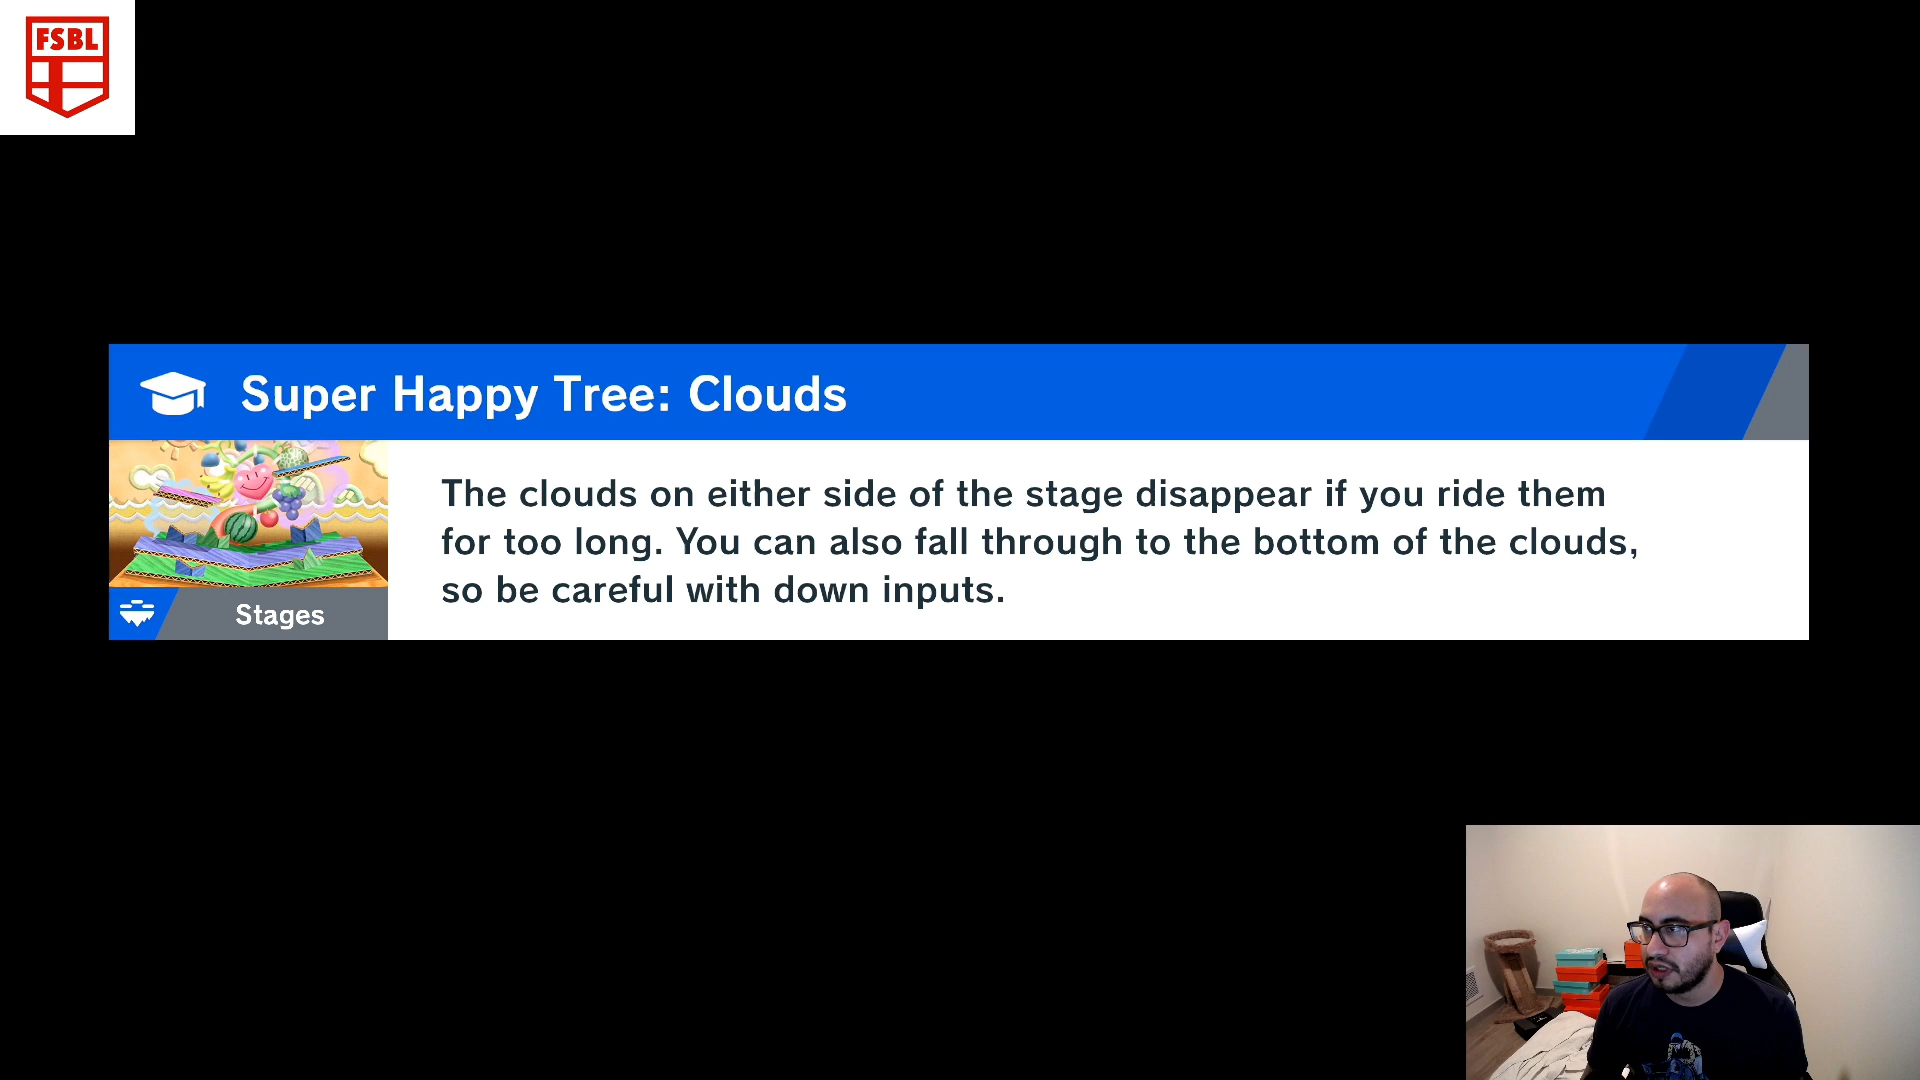 FSBL
Super Happy Tree: Clouds
The clouds on either side of the stage disappear if you ride them
for too long. You can also fall through to the bottom of the clouds,
so be careful with down inputs.
Stages